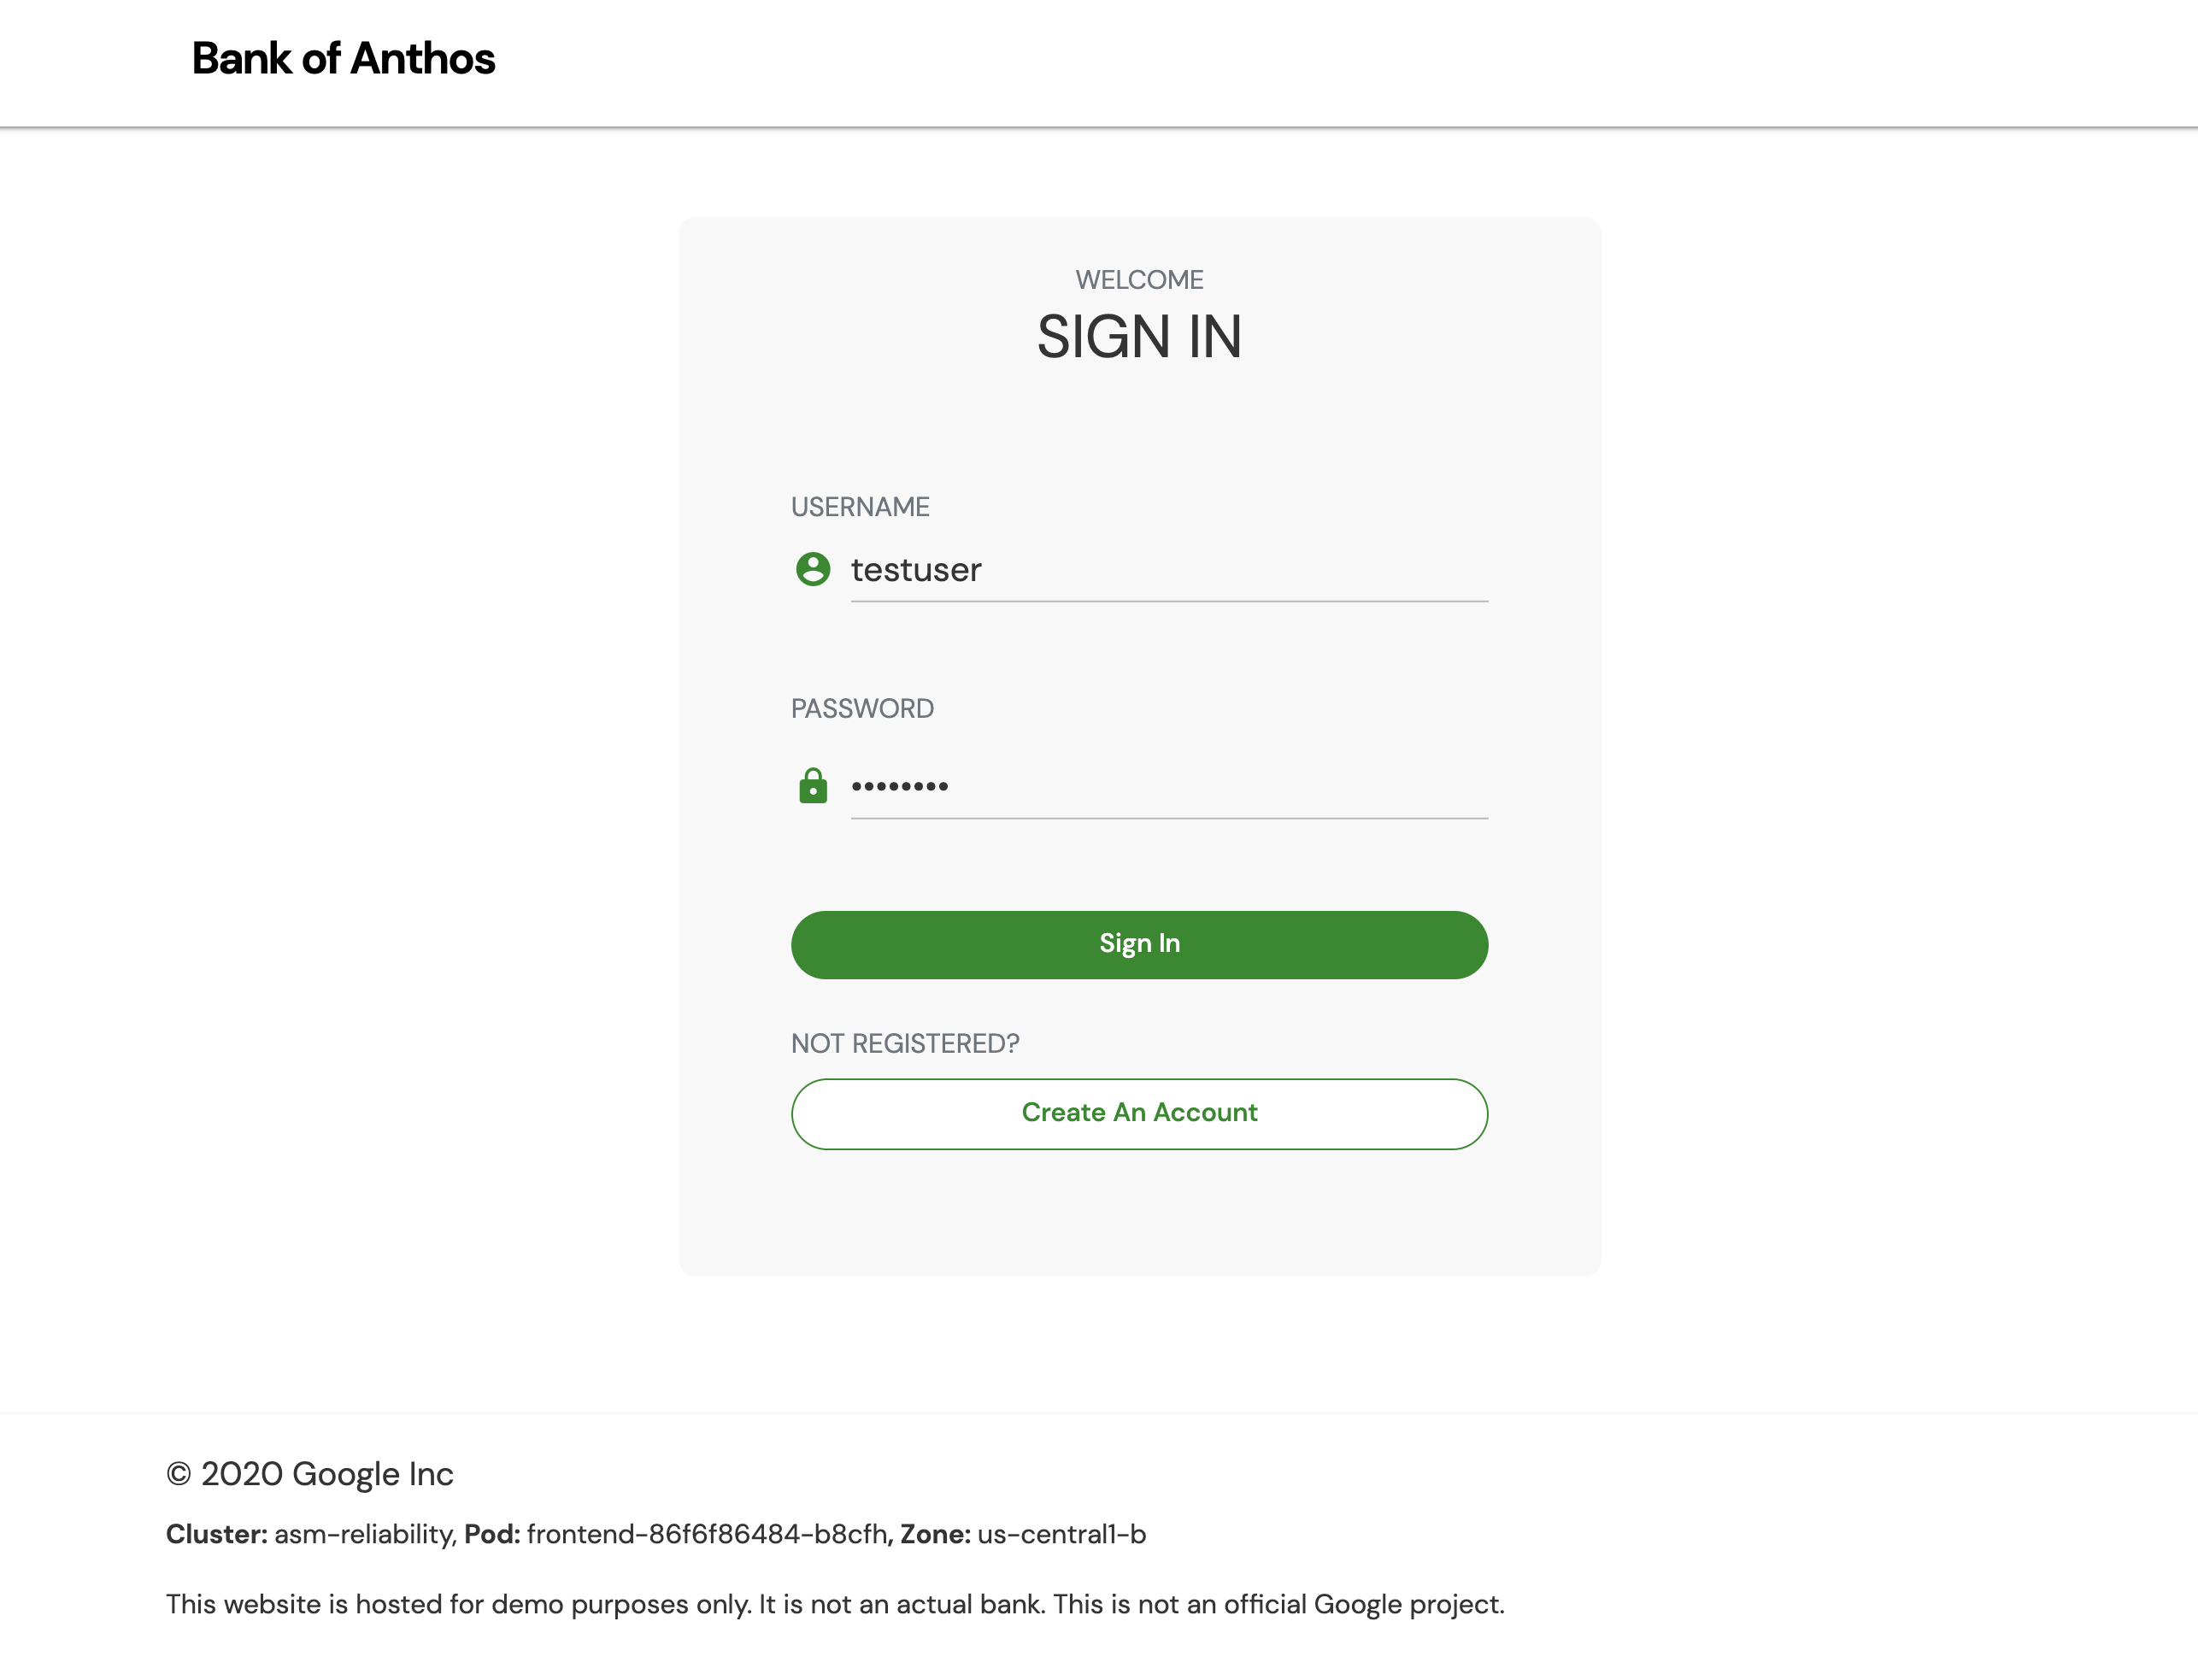 Bank of Anthos
WELCOME
SIGN IN
USERNAME
testuser
PASSWORD
••••••••
Sign In
NOT REGISTERED?
Create An Account
© 2020 Google Inc
Cluster: asm-reliability, Pod: frontend-86f6f86484-b8cfh, Zone: us-central1-b
This website is hosted for demo purposes only. It is not an actual bank. This is not an official Google project.